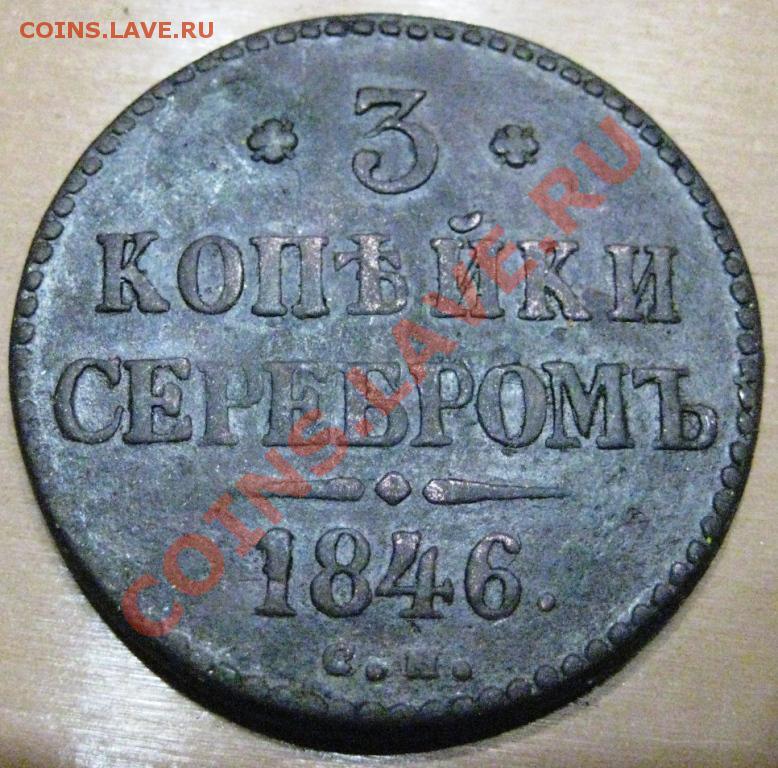 COINS.LAVE.RU
3
КОПѢЙКИ
СЕРЕБРОМЪ
1846.
С.М.
COINS.LAVE.RU